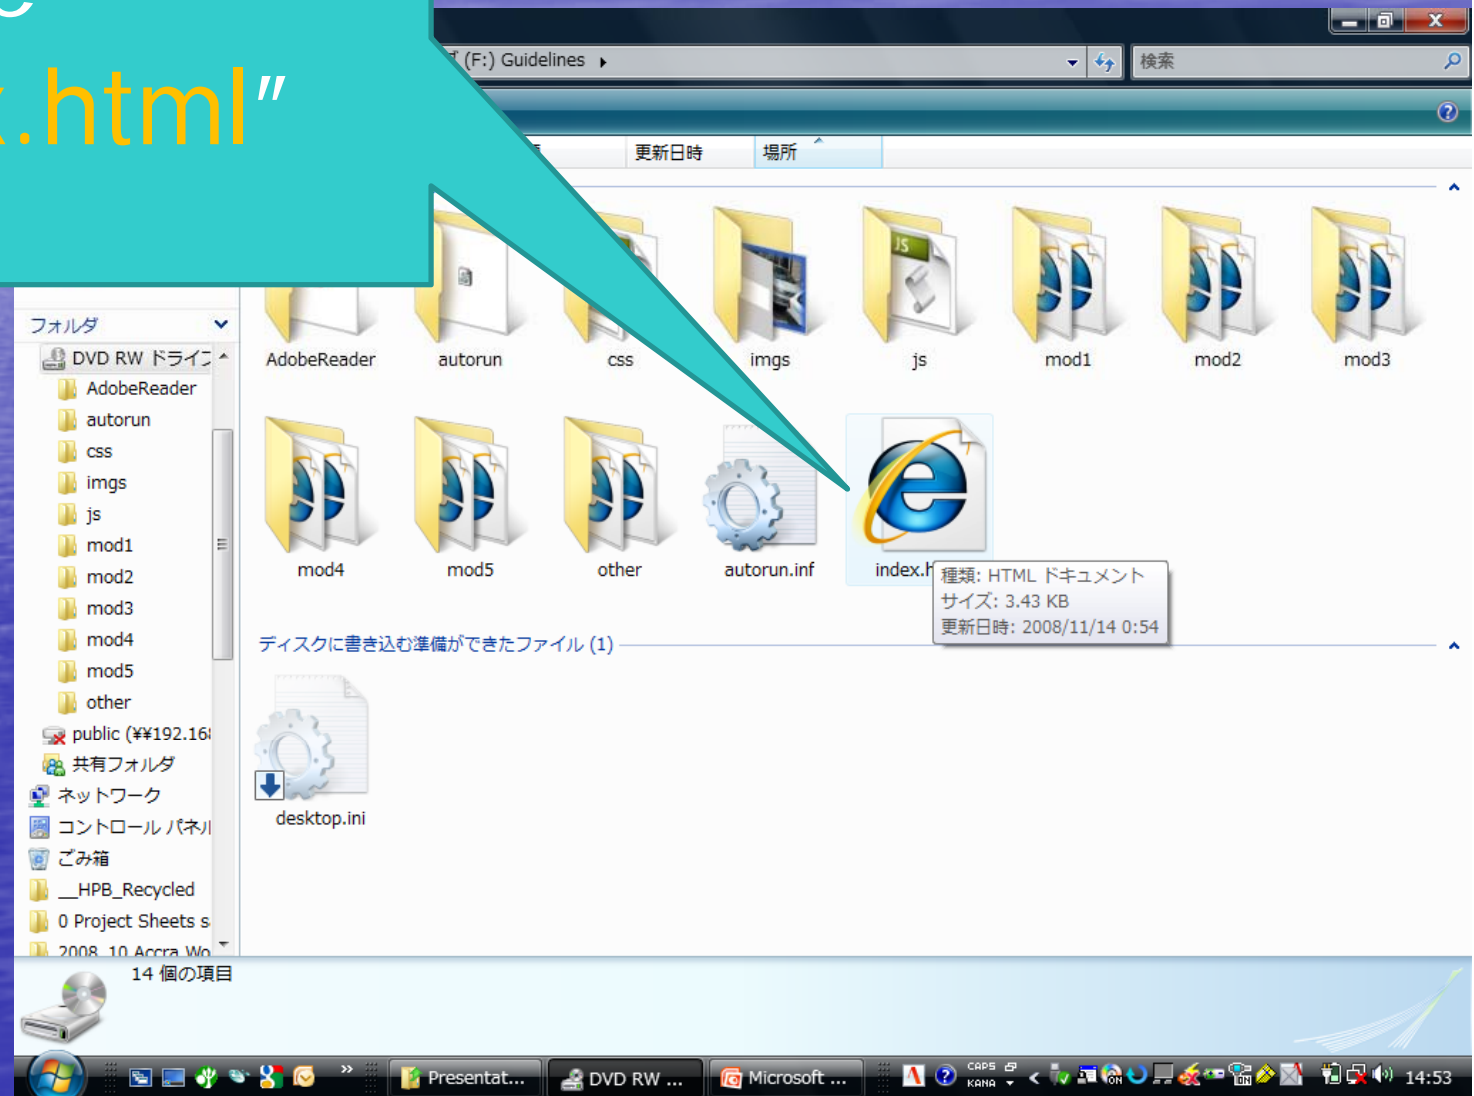 .html"
(F:) Guidelines
検索
更新日時
場所
AdobeReader
autorun
css
imgs
js
mod1
mod2
mod3
mod4
mod5
other
autorun.inf
index.h
種類: HTML ドキュメント
サイズ: 3.43 KB
更新日時: 2008/11/14 0:54
ディスクに書き込む準備ができたファイル (1)
desktop.ini
フォルダ
DVD RW ドライブ
AdobeReader
autorun
css
imgs
js
mod1
mod2
mod3
mod4
mod5
other
public (¥¥192.168
共有フォルダ
ネットワーク
コントロール パネル
ごみ箱
__HPB_Recycled
0 Project Sheets s
2008_10 Accra Wo
14 個の項目
Presentat...
DVD RW ...
Microsoft ...
CAPS
KANA
14:53